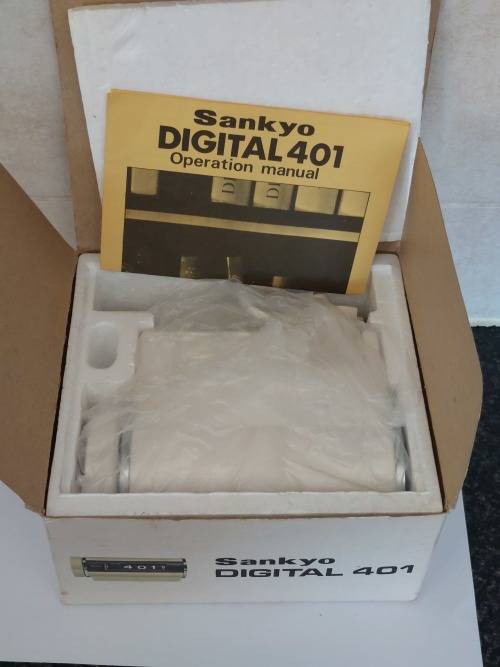 Sankyo
DIGITAL 401
Operation manual
D
D
4011
Sankyo
DIGITAL 401